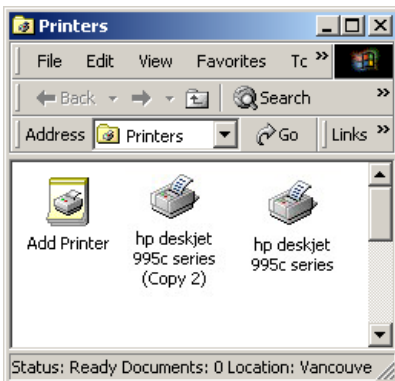 Printers
File Edit View Favorites Tc »
Back Search »
Address Printers Go Links »
Add Printer
hp deskjet
995c series
(Copy 2)
hp deskjet
995c series
Status: Ready Documents: 0 Location: Vancouve